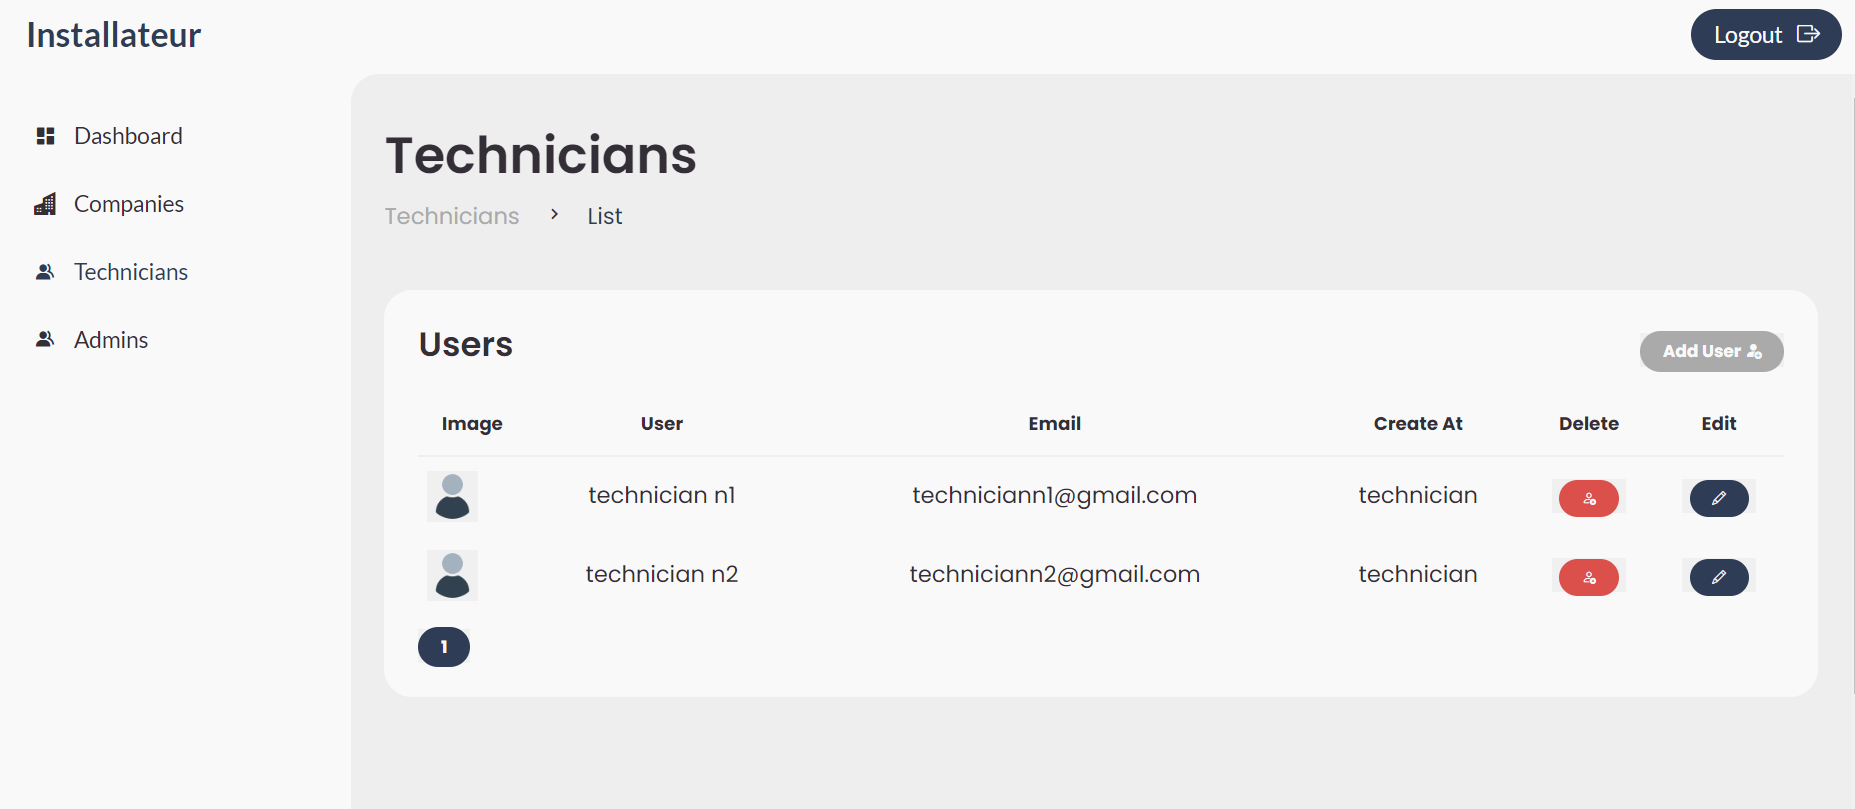 Installateur
Logout
Dashboard
Companies
Technicians
Admins
Technicians
Technicians > List
Users
Add User
Image User Email Create At Delete Edit
technician n1 techniciann1@gmail.com technician
technician n2 techniciann2@gmail.com technician
1